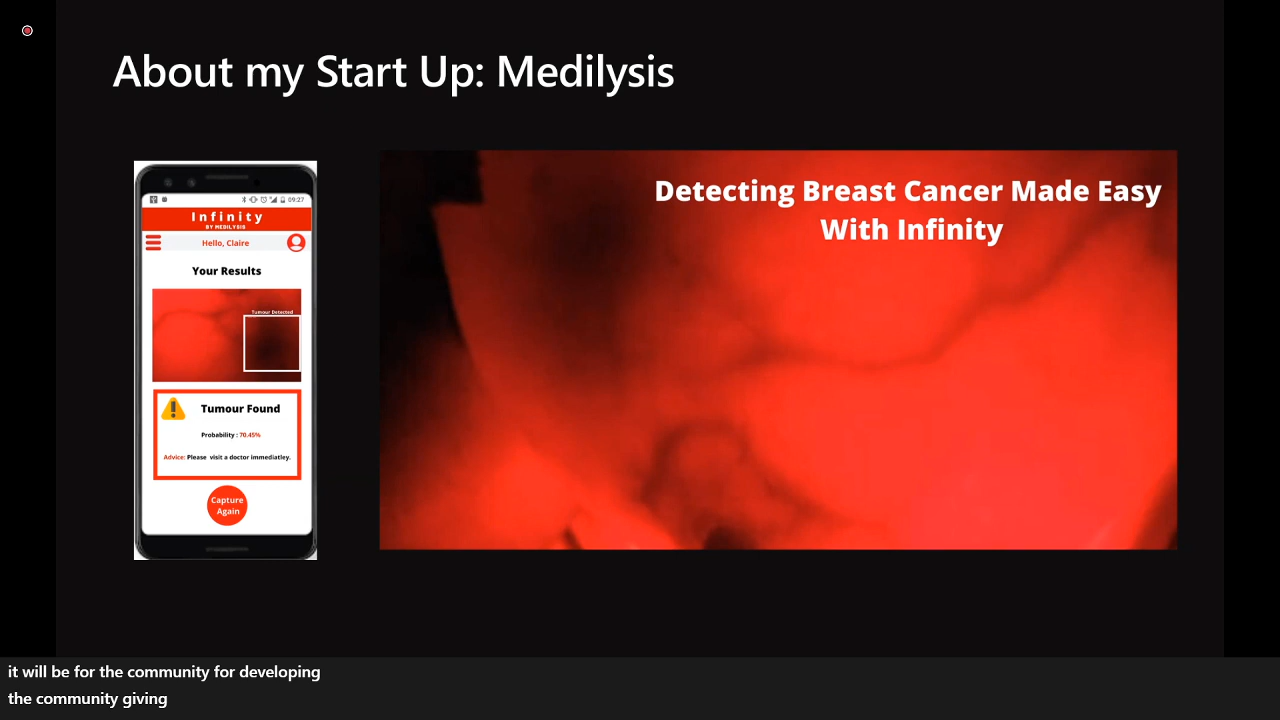 About my Start Up: Medilysis
09:27
Infinity
BY MEDILYSIS
Hello, Claire
Your Results
Tumour Detected
Tumour Found
Probability : 70.45%
Advice: Please visit a doctor immediatley.
Capture
Again
Detecting Breast Cancer Made Easy
With Infinity
it will be for the community for developing
the community giving